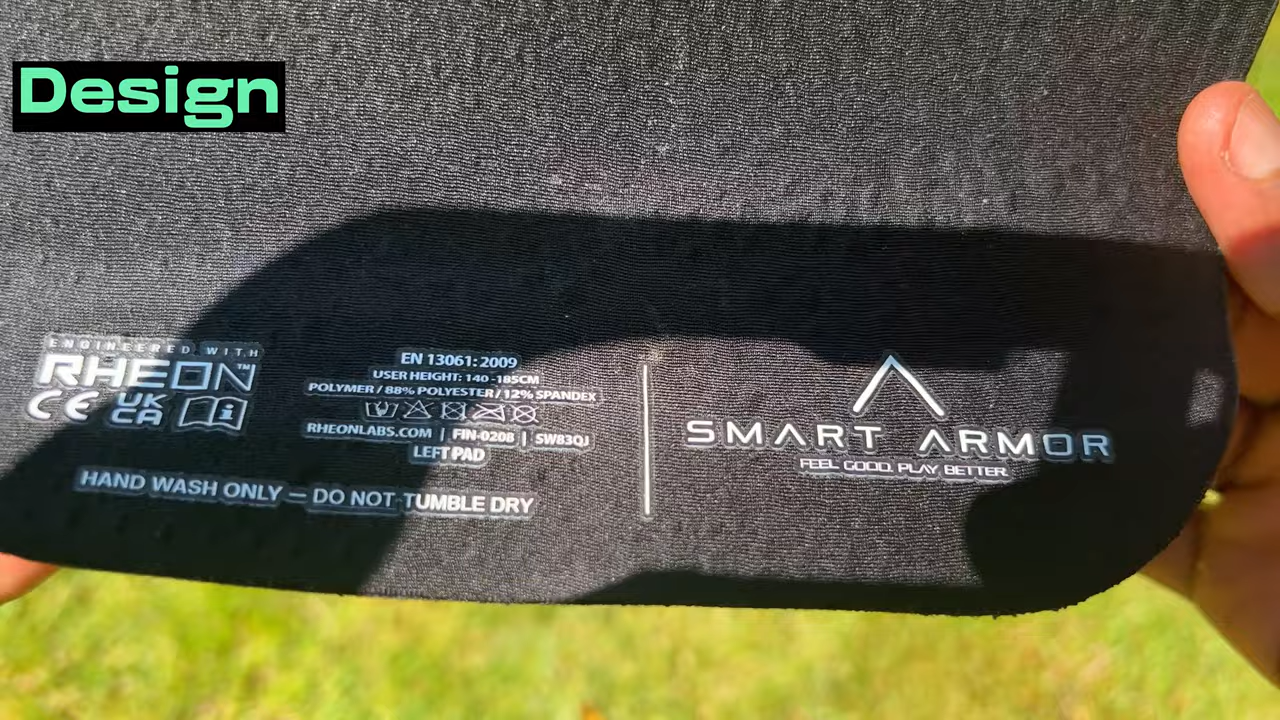 Design
ENGINEERED WITH
RHEON™
CE UK CA
EN 13061:2009
USER HEIGHT: 140 -185CM
POLYMER / 88% POLYESTER / 12% SPANDEX
RHEONLABS.COM | FIN-0208 | SW83QJ
LEFT PAD
HAND WASH ONLY – DO NOT TUMBLE DRY
SMART ARMOR
FEEL GOOD. PLAY BETTER.